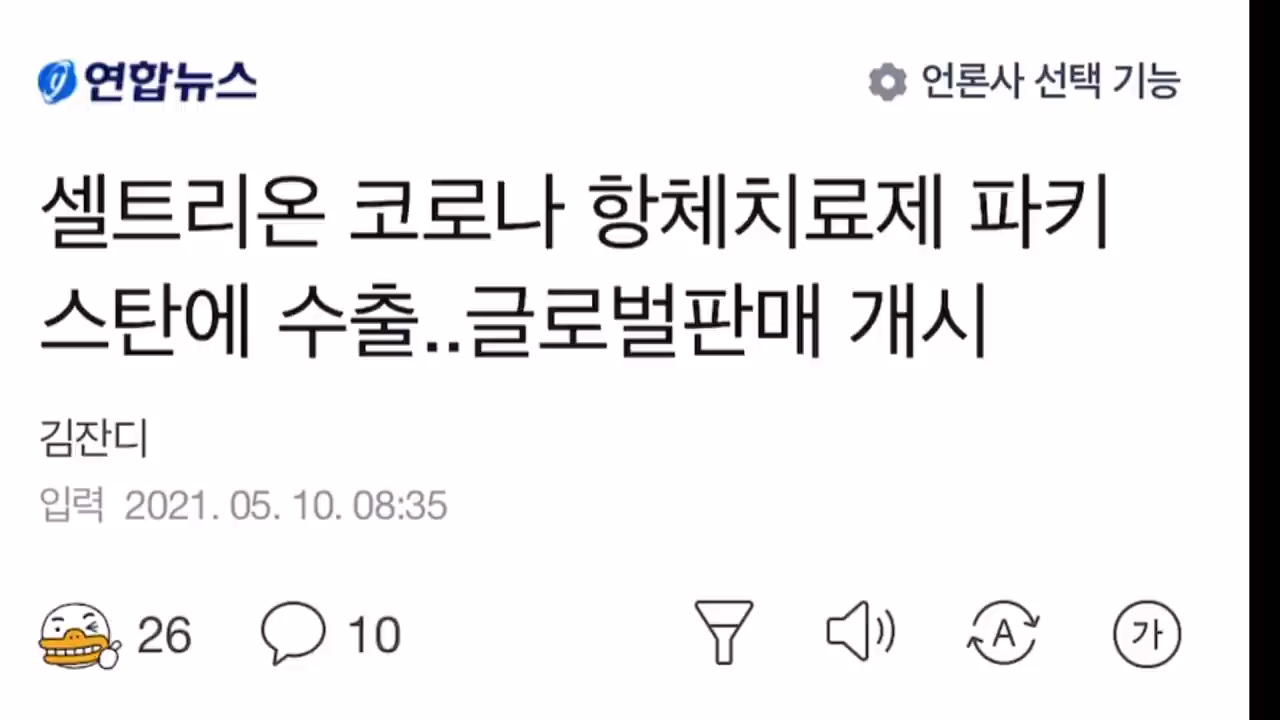 연합뉴스
언론사 선택 기능
셀트리온 코로나 항체치료제 파키
스탄에 수출..글로벌판매 개시
김잔디
입력 2021. 05. 10. 08:35
26 10 A 가